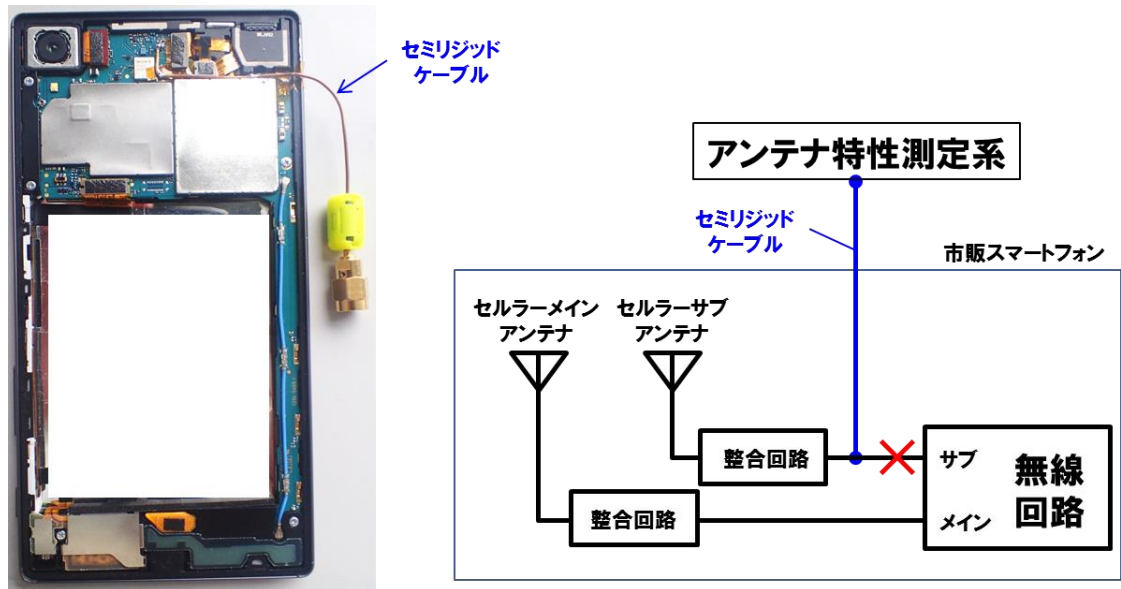 セミリジッド
ケーブル
アンテナ特性測定系
セミリジッド
ケーブル
市販スマートフォン
セルラーメイン
アンテナ
セルラーサブ
アンテナ
整合回路
サブ
無線
回路
整合回路
メイン